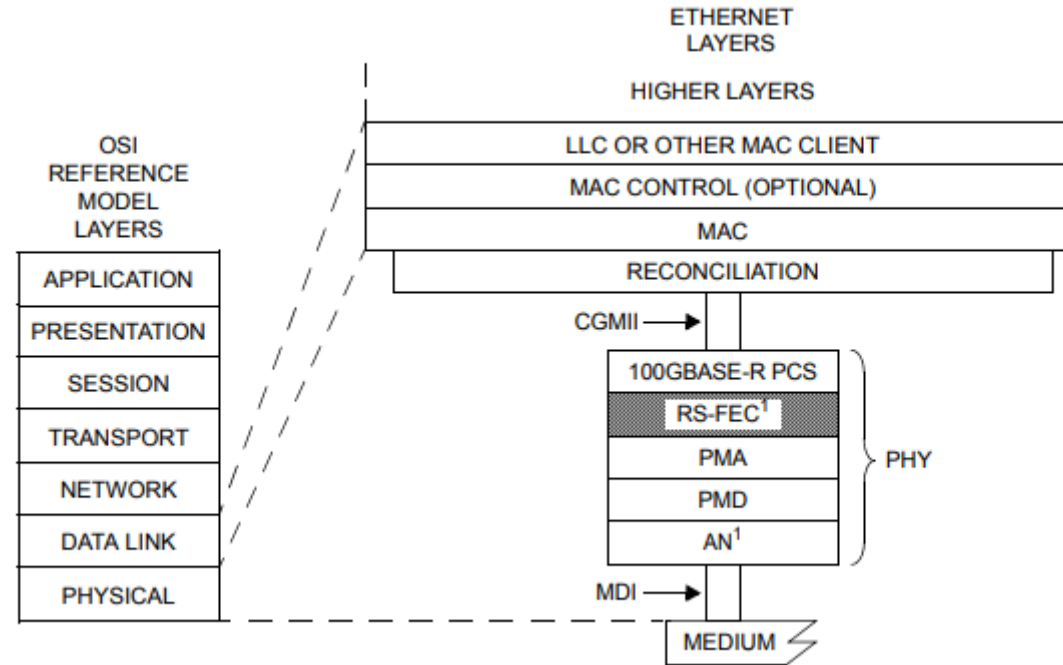 ETHERNET
LAYERS
HIGHER LAYERS
LLC OR OTHER MAC CLIENT
MAC CONTROL (OPTIONAL)
MAC
RECONCILIATION
CGMII
100GBASE-R PCS
RS-FEC¹
PMA
PMD
AN¹
PHY
MDI
MEDIUM
OSI
REFERENCE
MODEL
LAYERS
APPLICATION
PRESENTATION
SESSION
TRANSPORT
NETWORK
DATA LINK
PHYSICAL